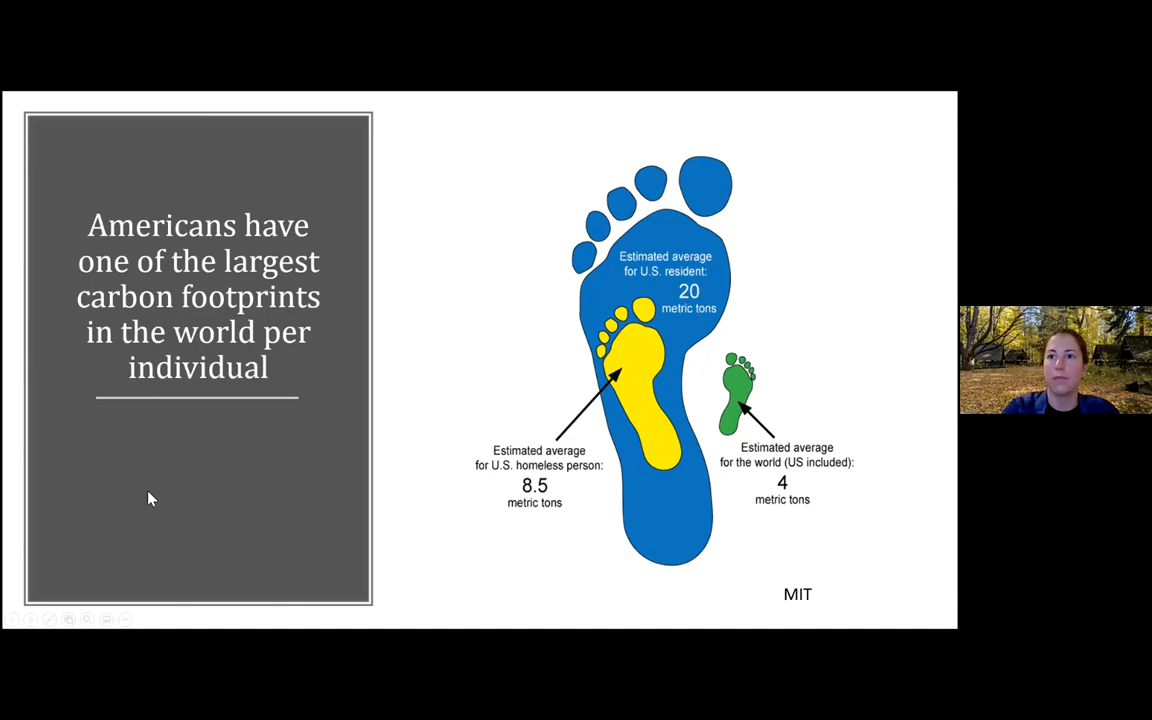 Americans have
one of the largest
carbon footprints
in the world per
individual
Estimated average
for U.S. resident:
20
metric tons
Estimated average
for U.S. homeless person:
8.5
metric tons
Estimated average
for the world (US included):
4
metric tons
MIT